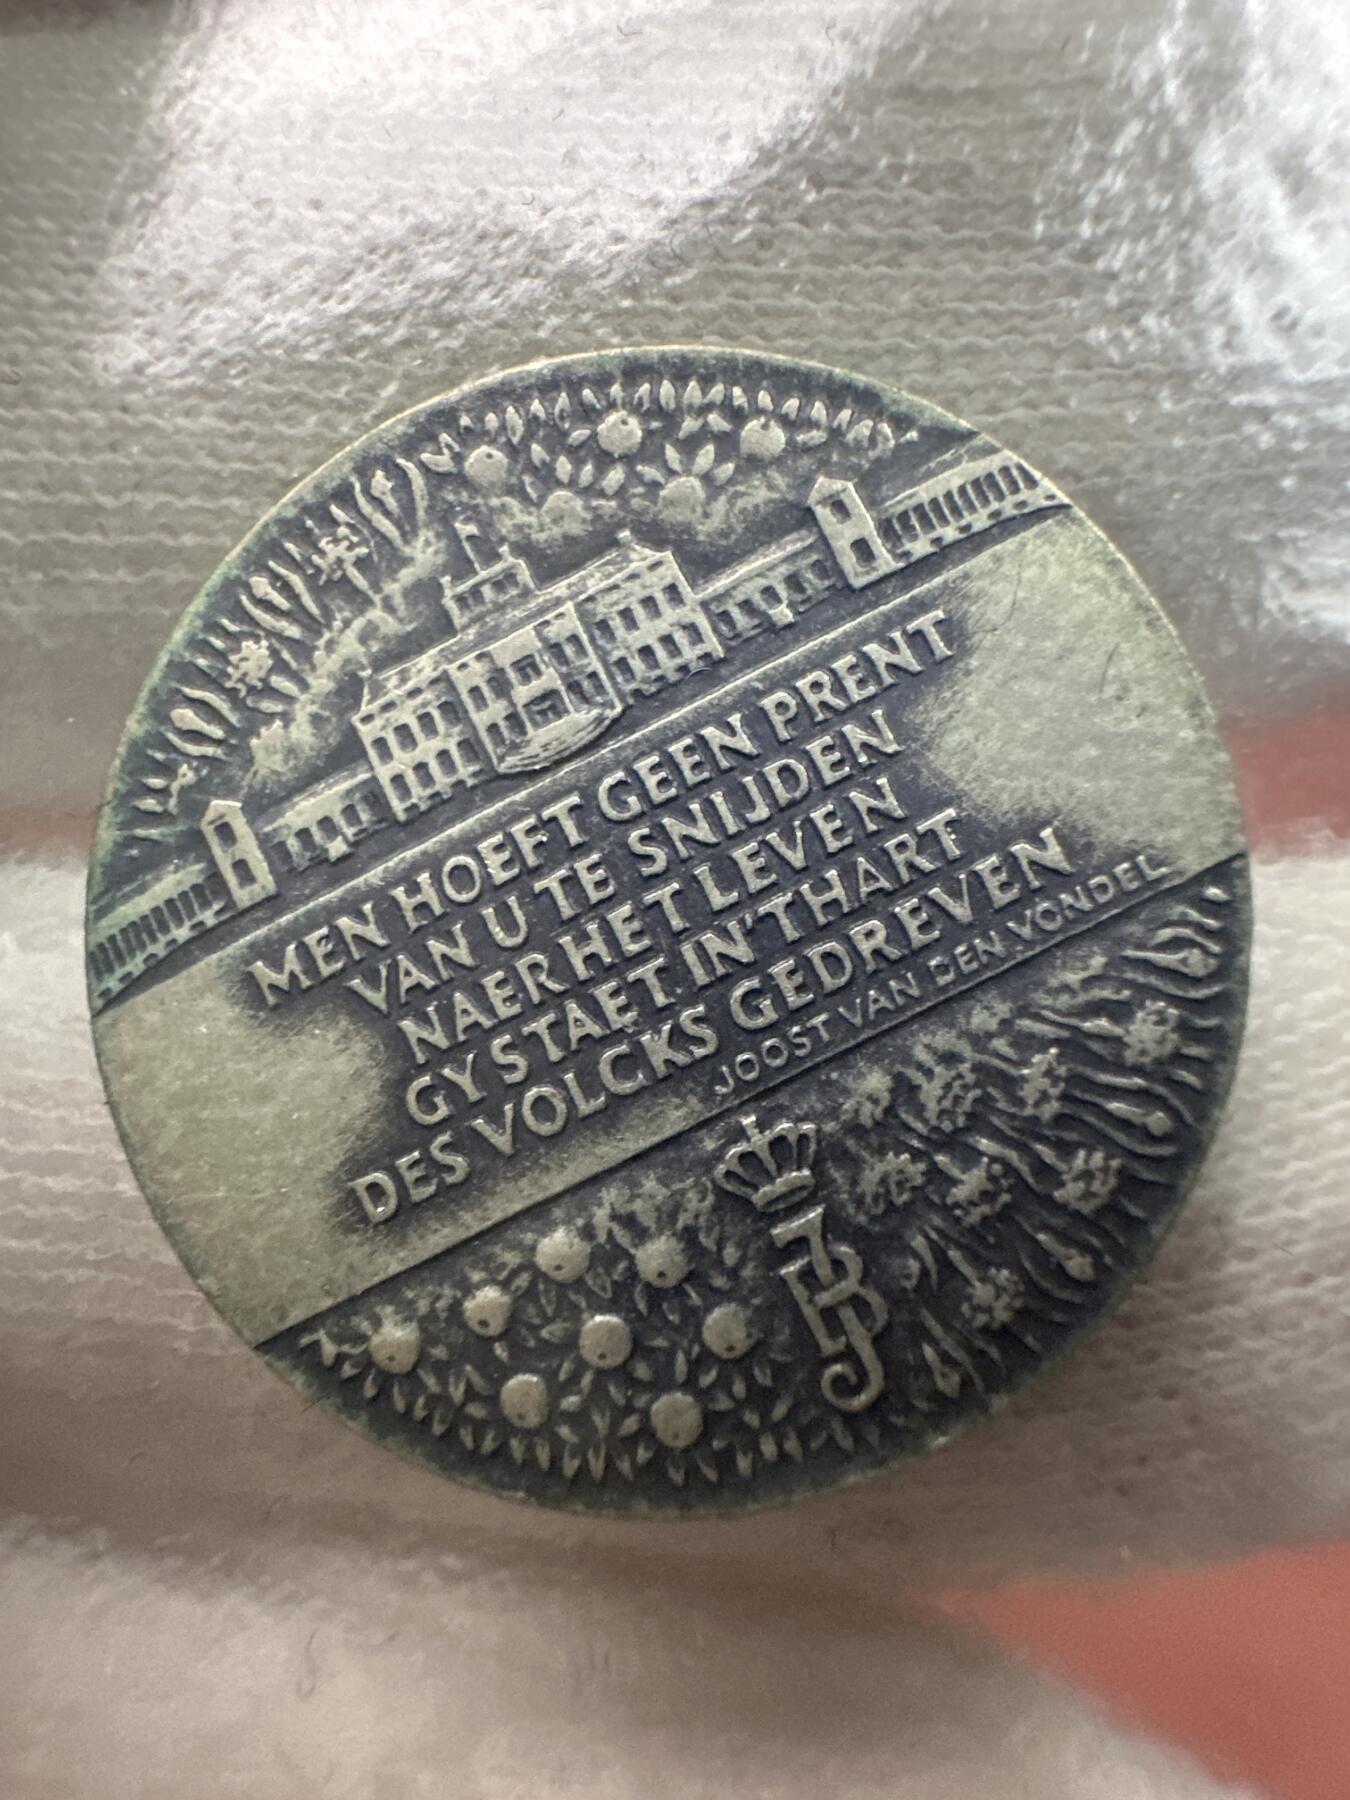 MEN HOEFT GEEN PRENT
VAN U TE SNIJDEN
NAER HET LEVEN
GY STAET IN'T HART
DES VOLCKS GEDREVEN
JOOST VAN DEN VONDEL
JB